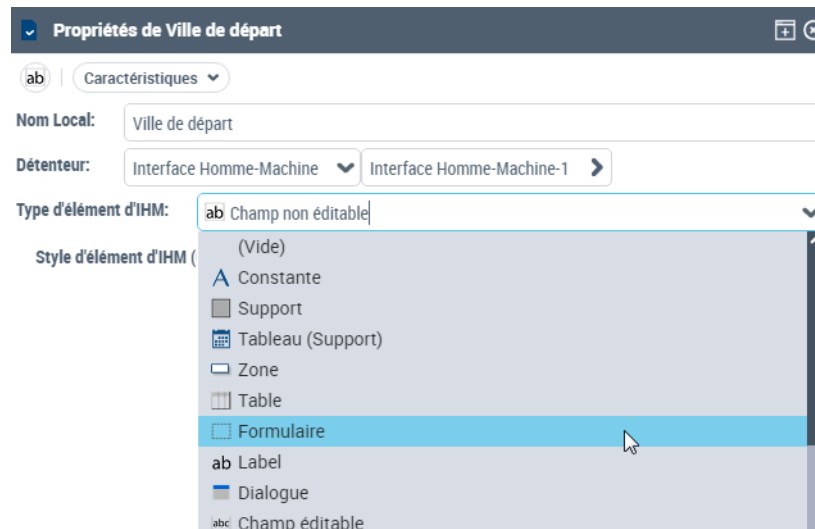 Propriétés de Ville de départ
ab Caractéristiques
Nom Local: Ville de départ
Détenteur: Interface Homme-Machine Interface Homme-Machine-1
Type d'élément d'IHM: ab Champ non éditable
Style d'élément d'IHM (
(Vide)
A Constante
Support
Tableau (Support)
Zone
Table
Formulaire
ab Label
Dialogue
abc Champ éditable